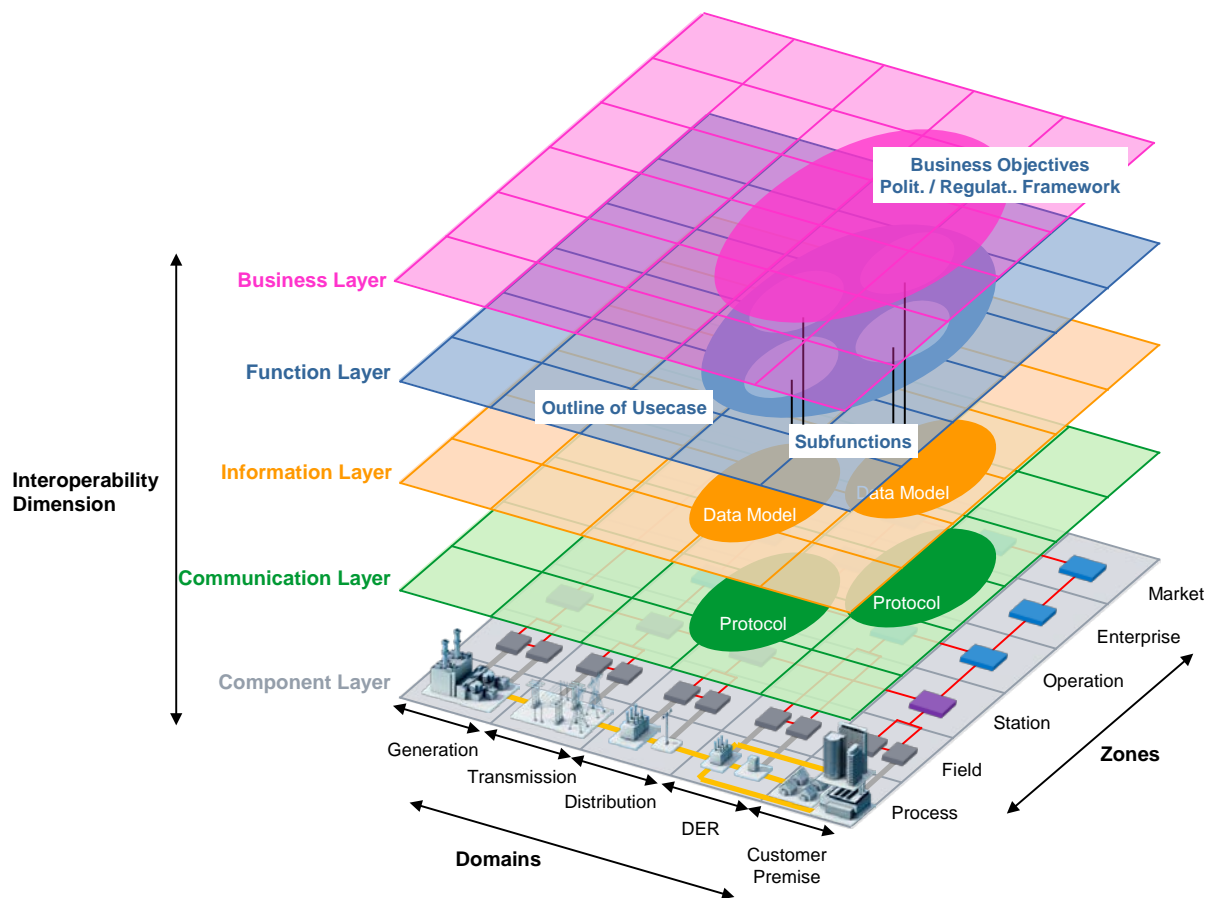 Business Objectives
Polit. / Regulat.. Framework
Business Layer
Function Layer
Outline of Usecase
Subfunctions
Information Layer
Interoperability
Dimension
Data Model
Data Model
Communication Layer
Protocol
Protocol
Component Layer
Market
Enterprise
Operation
Station
Field
Process
Zones
Generation
Transmission
Distribution
DER
Customer
Premise
Domains